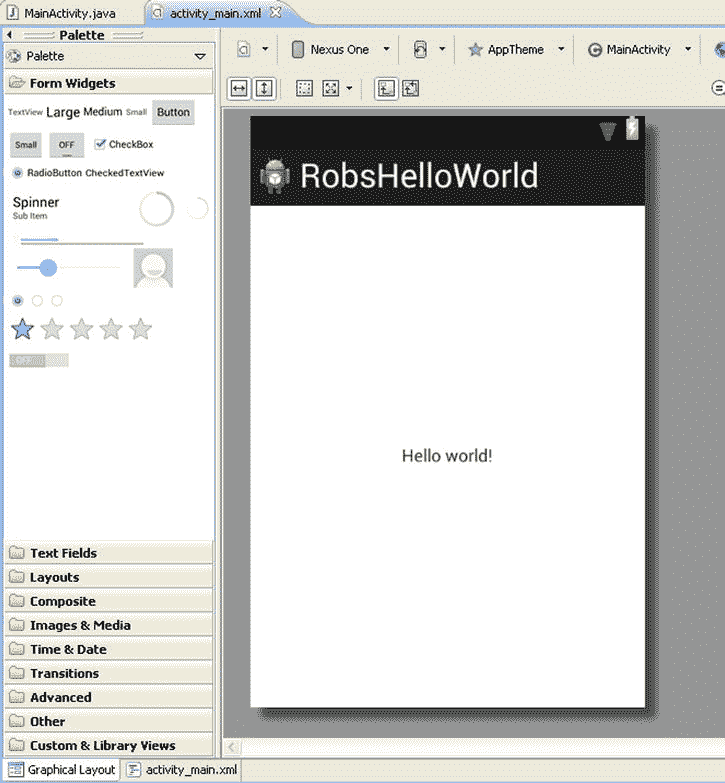 MainActivity.java activity_main.xml
Palette
Palette
Nexus One AppTheme MainActivity
Form Widgets
TextView Large Medium Small Button
Small OFF CheckBox
RadioButton CheckedTextView
Spinner
Sub Item
RobsHelloWorld
Hello world!
Text Fields
Layouts
Composite
Images & Media
Time & Date
Transitions
Advanced
Other
Custom & Library Views
Graphical Layout activity_main.xml